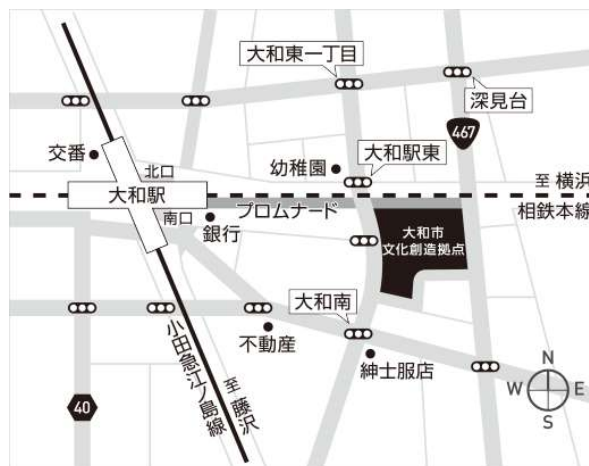 大和東一丁目
深見台
467
交番
北口
幼稚園
大和駅東
至 横浜
大和駅
南口
プロムナード
相鉄本線
銀行
大和市
文化創造拠点
大和南
不動産
紳士服店
小田急江ノ島線
至 藤沢
40
N
W E
S